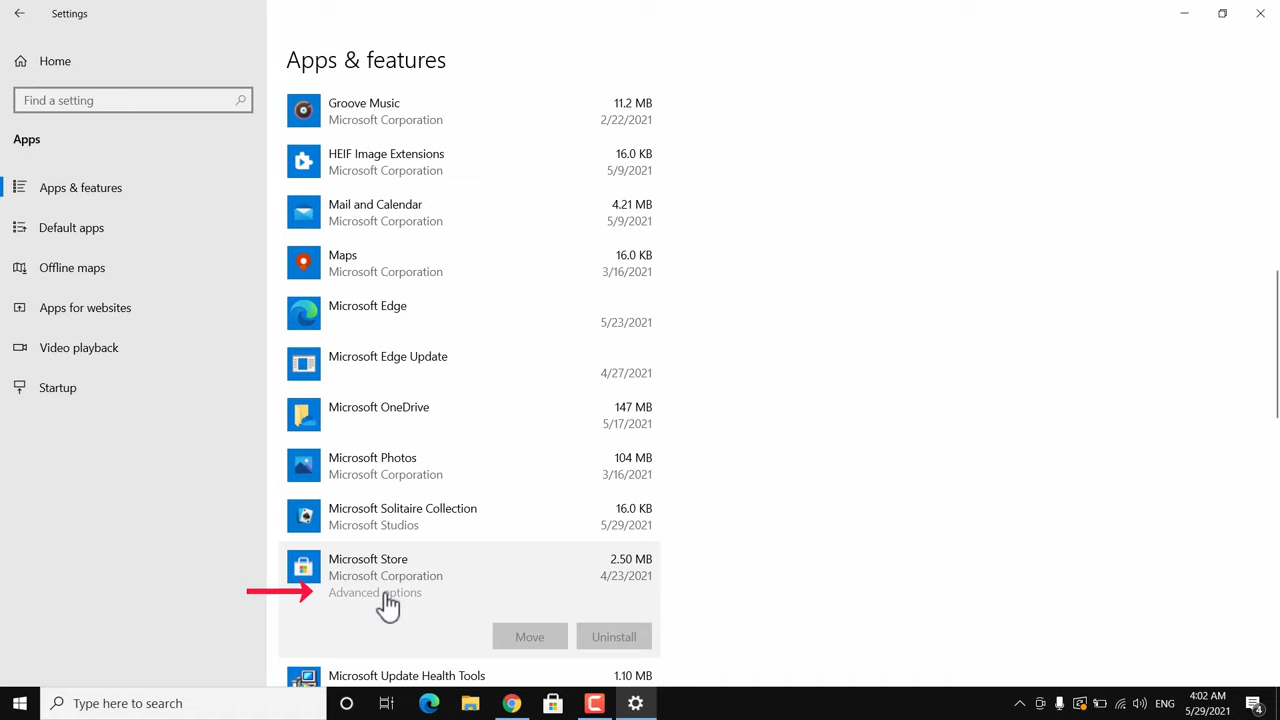 Settings
Home
Find a setting
Apps
Apps & features
Default apps
Offline maps
Apps for websites
Video playback
Startup
Apps & features
Groove Music 11.2 MB
Microsoft Corporation 2/22/2021
HEIF Image Extensions 16.0 KB
Microsoft Corporation 5/9/2021
Mail and Calendar 4.21 MB
Microsoft Corporation 5/9/2021
Maps 16.0 KB
Microsoft Corporation 3/16/2021
Microsoft Edge
5/23/2021
Microsoft Edge Update
4/27/2021
Microsoft OneDrive 147 MB
5/17/2021
Microsoft Photos 104 MB
Microsoft Corporation 3/16/2021
Microsoft Solitaire Collection 16.0 KB
Microsoft Studios 5/29/2021
Microsoft Store 2.50 MB
Microsoft Corporation 4/23/2021
Advanced options
Move Uninstall
Microsoft Update Health Tools 1.10 MB
Type here to search
ENG
4:02 AM
5/29/2021
4